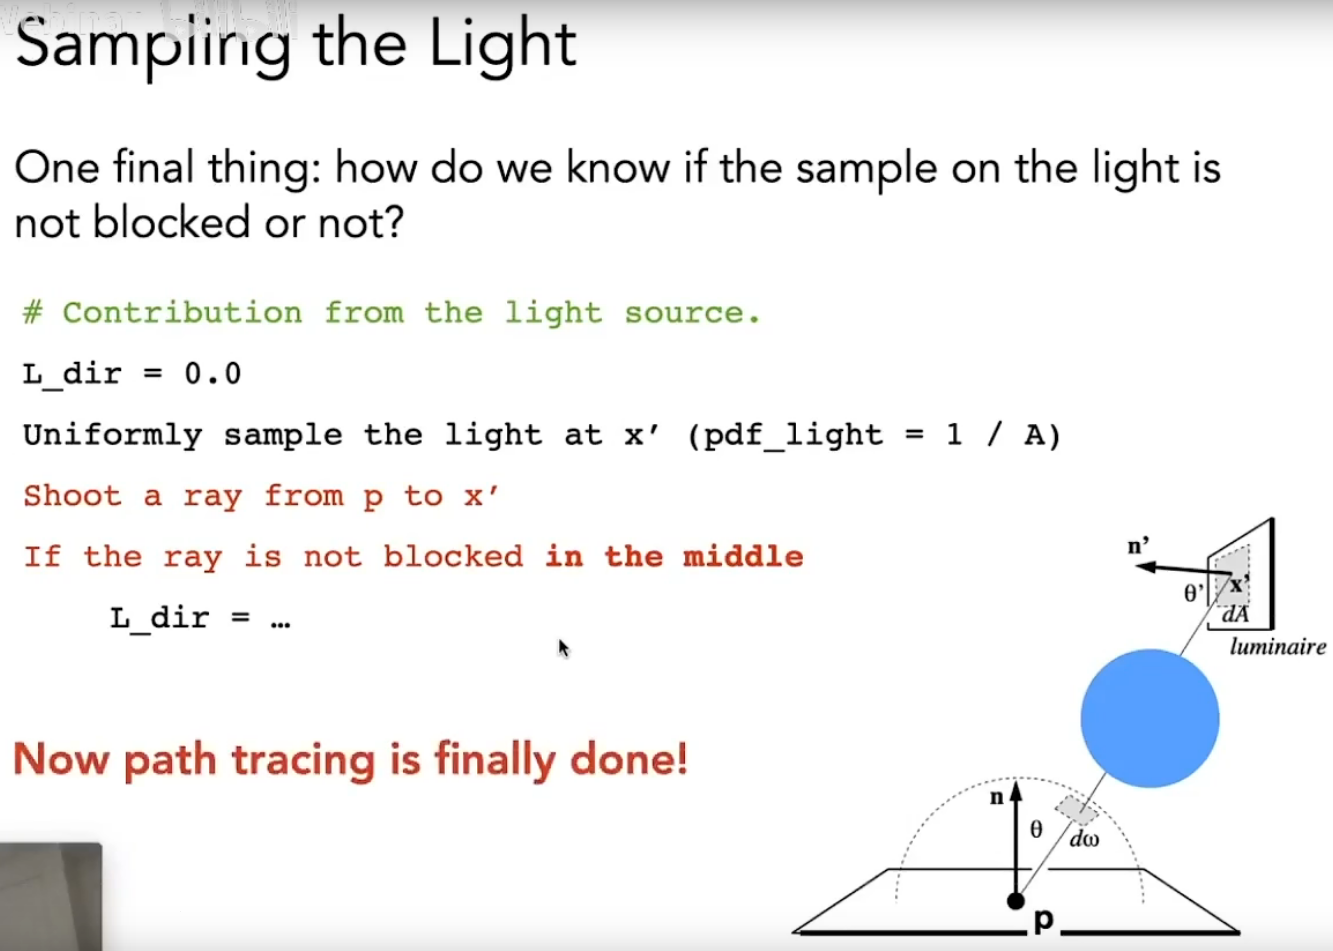 Sampling the Light
One final thing: how do we know if the sample on the light is
not blocked or not?
# Contribution from the light source.
L_dir = 0.0
Uniformly sample the light at x′ (pdf_light = 1 / A)
Shoot a ray from p to x′
If the ray is not blocked in the middle
L_dir = …
n’
θ’
x’
dA
luminaire
Now path tracing is finally done!
n
θ
dω
p